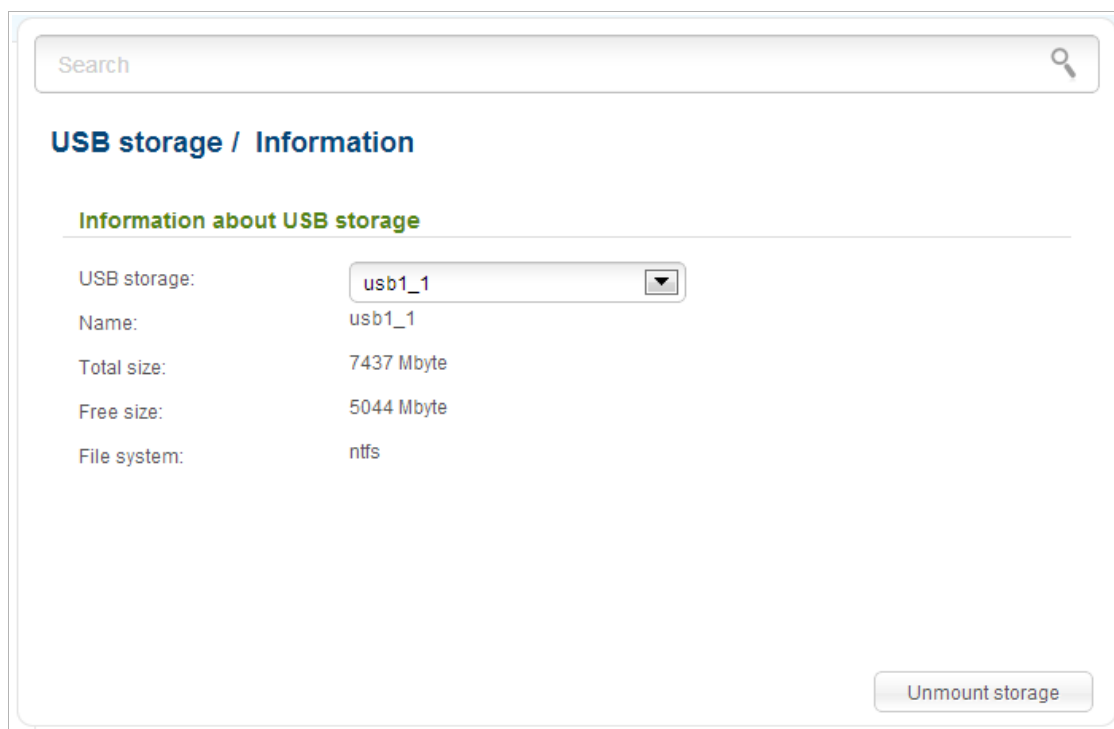 Search
USB storage / Information
Information about USB storage
USB storage: usb1_1
Name: usb1_1
Total size: 7437 Mbyte
Free size: 5044 Mbyte
File system: ntfs
Unmount storage